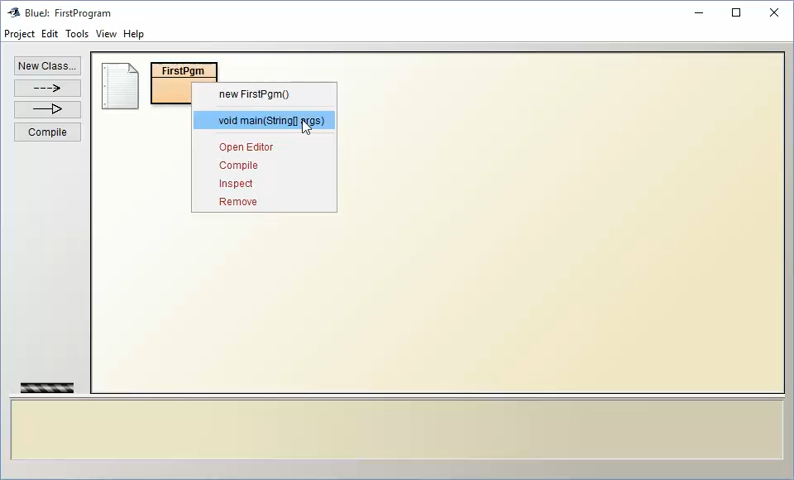 BlueJ: FirstProgram
Project Edit Tools View Help
New Class...
Compile
FirstPgm
new FirstPgm()
void main(String[] args)
Open Editor
Compile
Inspect
Remove